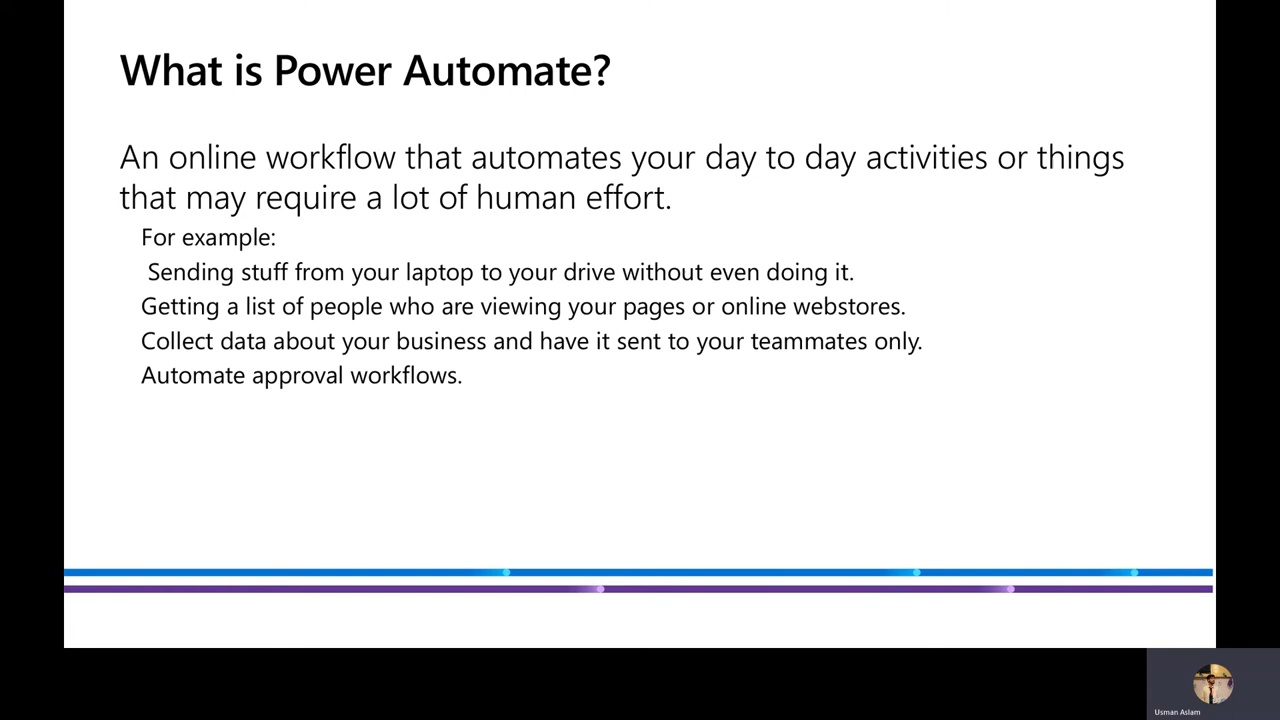 What is Power Automate?
An online workflow that automates your day to day activities or things
that may require a lot of human effort.
For example:
Sending stuff from your laptop to your drive without even doing it.
Getting a list of people who are viewing your pages or online webstores.
Collect data about your business and have it sent to your teammates only.
Automate approval workflows.
Usman Aslam